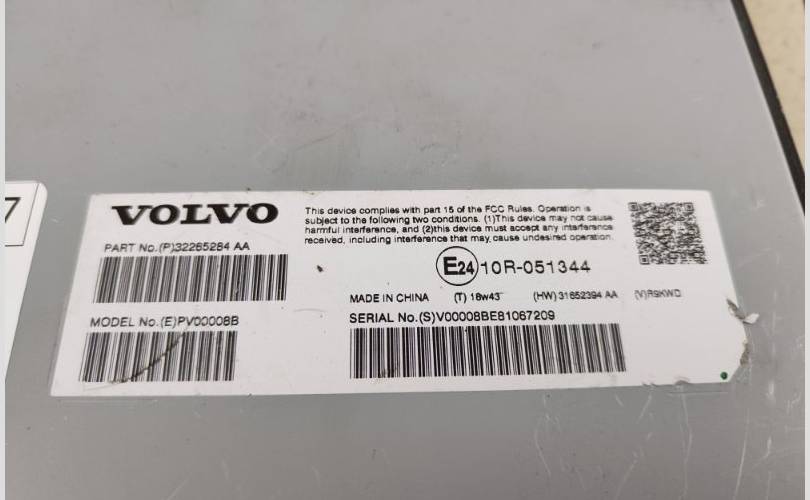 7
VOLVO
This device complies with part 15 of the FCC Rules. Operation is
subject to the following two conditions. (1)This device may not cause
harmful interference, and (2)this device must accept any interference
received, including interference that may cause undesired operation.
PART No.(P)32265284 AA
E24 10R-051344
MADE IN CHINA (T) 18w43 (HW) 31652394 AA (V)R9KWD
MODEL No.(E)PV00008B
SERIAL No.(S)V00008BE81067209